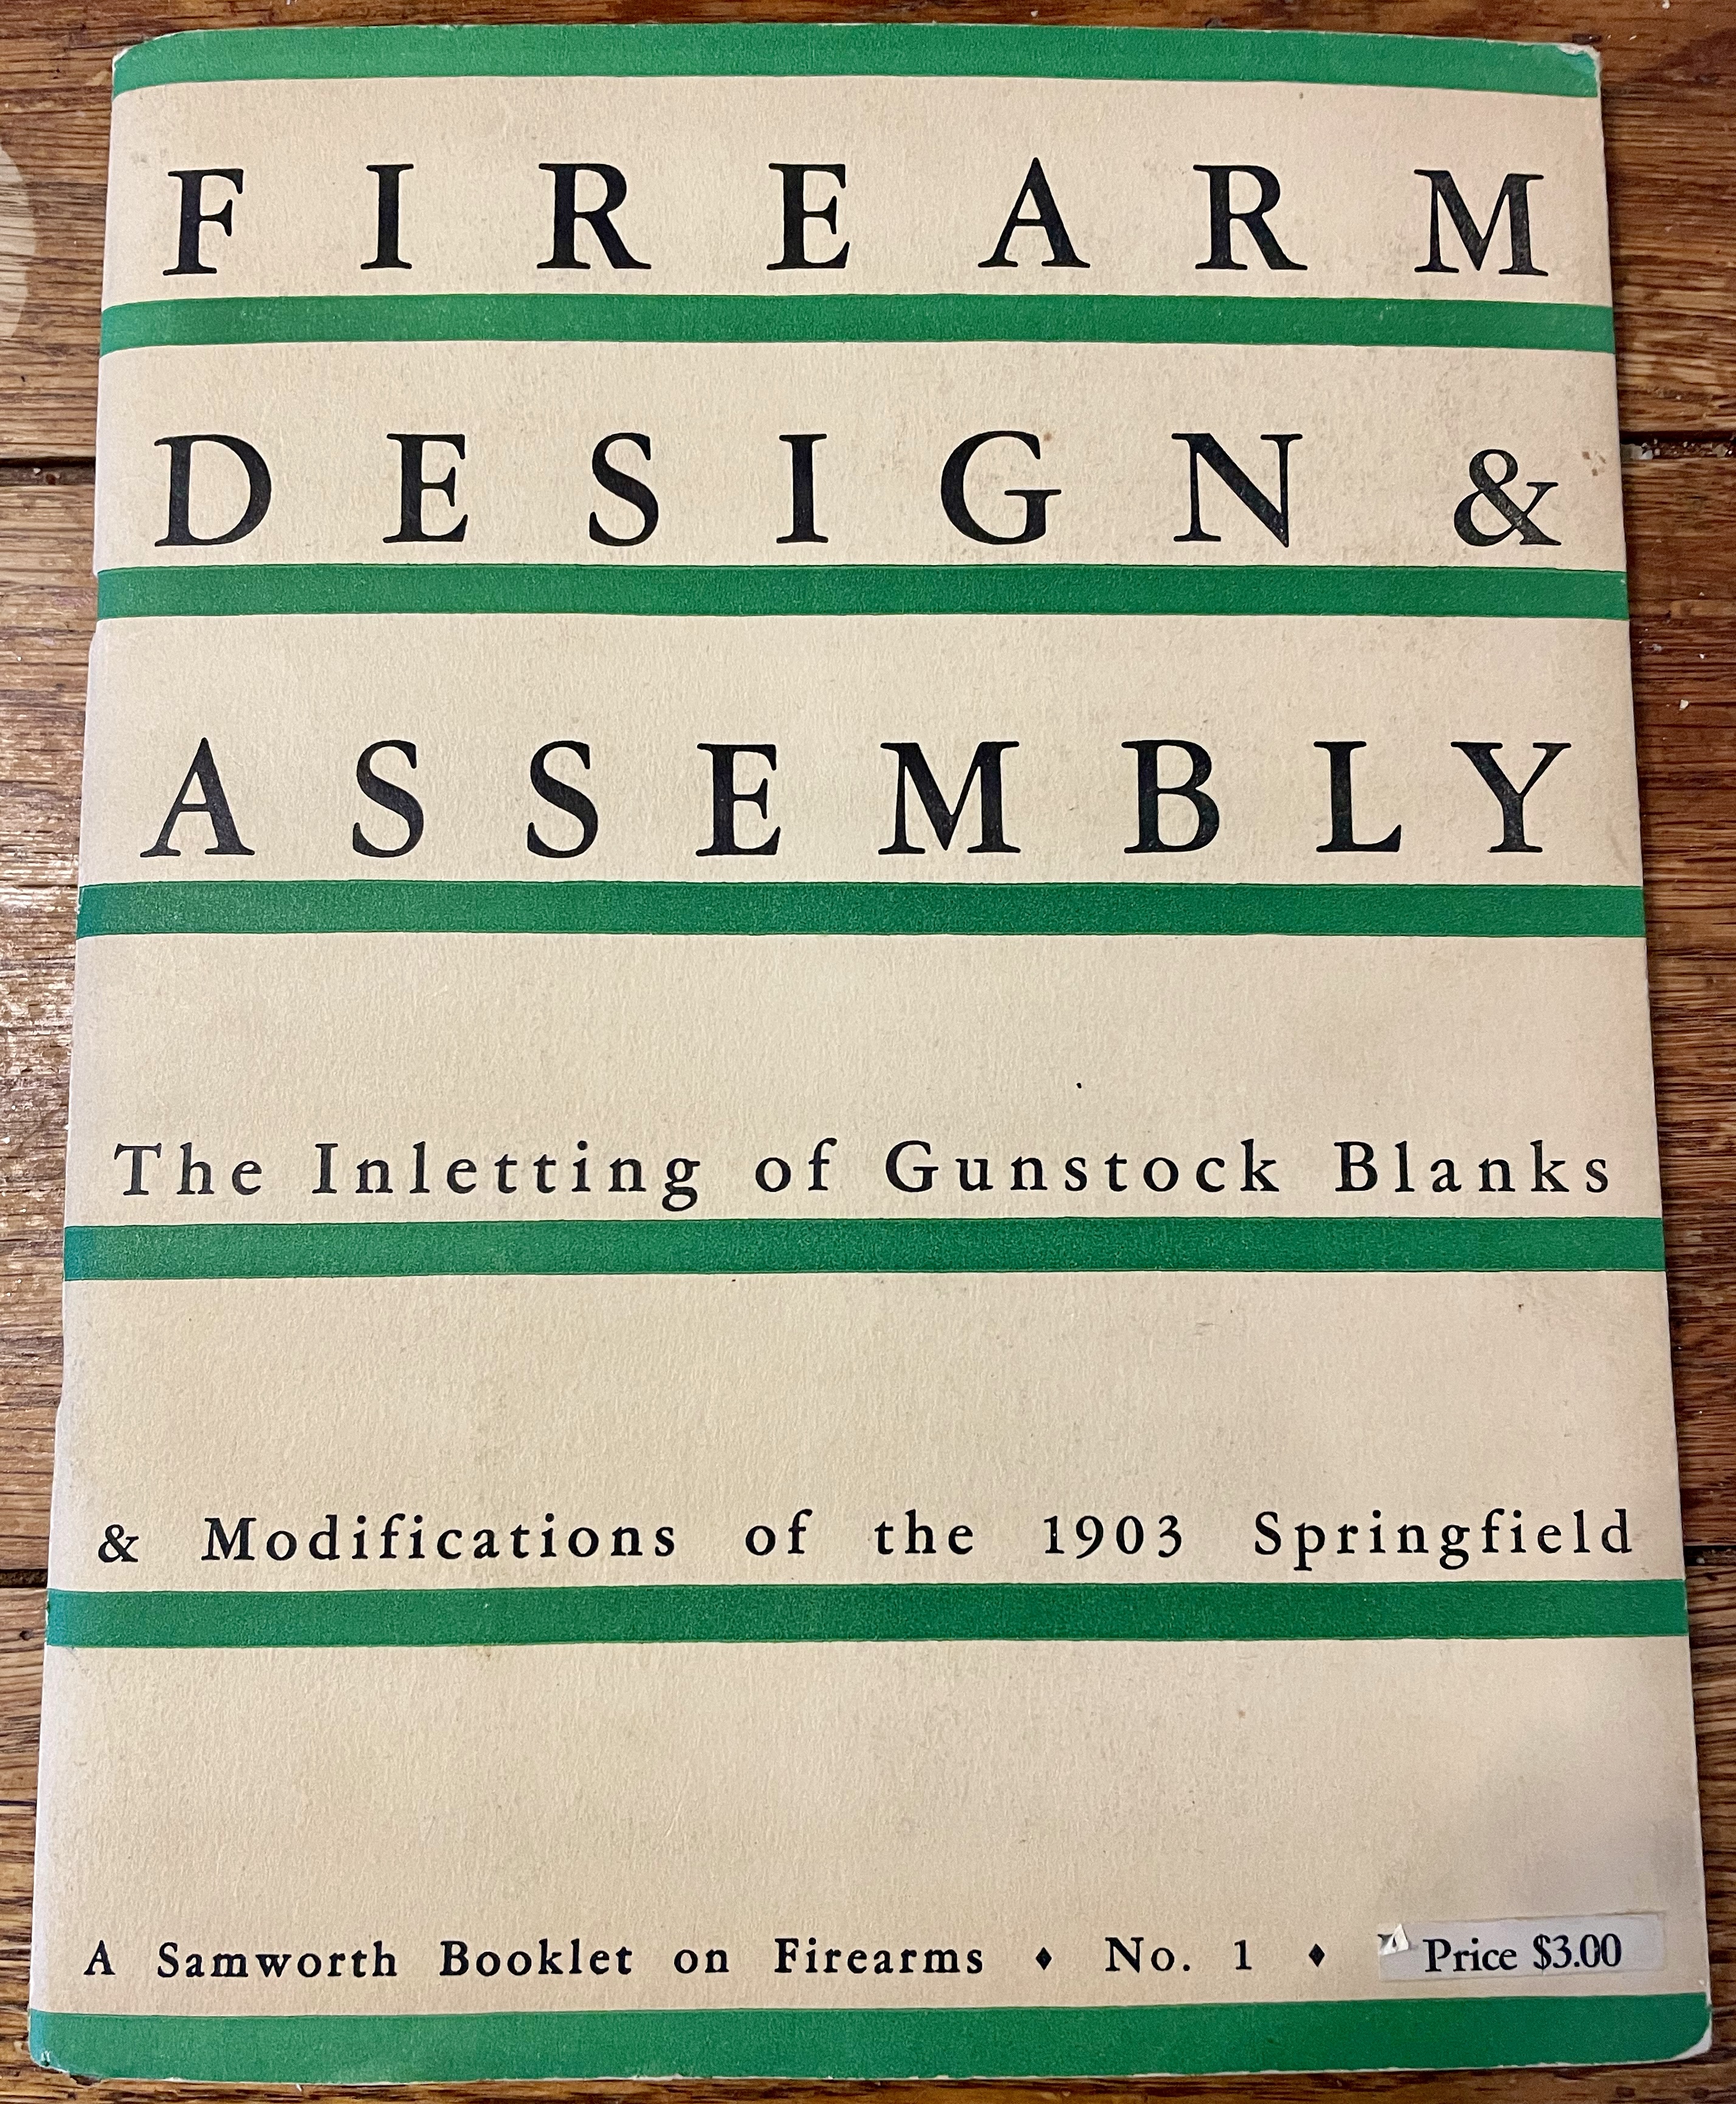 FIREARM
DESIGN &
ASSEMBLY
The Inletting of Gunstock Blanks
& Modifications of the 1903 Springfield
A Samworth Booklet on Firearms ♦ No. 1 ♦ Price $3.00